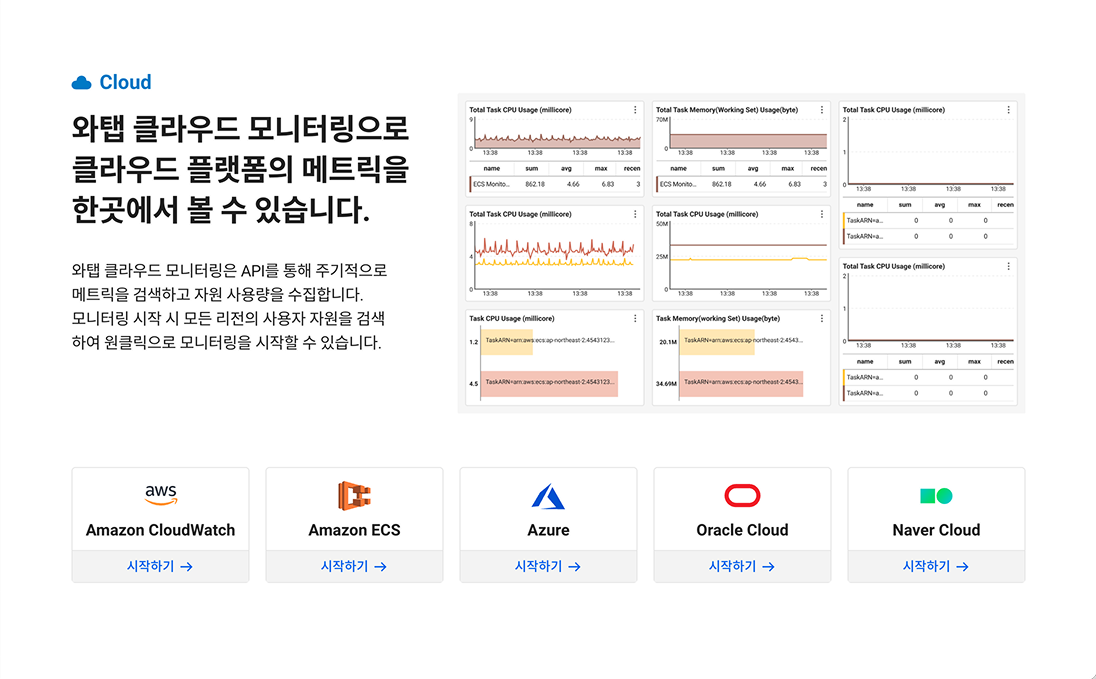 Cloud
와탭 클라우드 모니터링으로
클라우드 플랫폼의 메트릭을
한곳에서 볼 수 있습니다.
와탭 클라우드 모니터링은 API를 통해 주기적으로
메트릭을 검색하고 자원 사용량을 수집합니다.
모니터링 시작 시 모든 리전의 사용자 자원을 검색
하여 원클릭으로 모니터링을 시작할 수 있습니다.
Total Task CPU Usage (millicore)
9
0
13:38 13:38 13:38 13:38
name sum avg max recen
ECS Monito... 862.18 4.66 6.83 3
Total Task Memory(Working Set) Usage(byte)
70M
0
13:38 13:38 13:38 13:38
name sum avg max recen
ECS Monito... 862.18 4.66 6.83 3
Total Task CPU Usage (millicore)
2
1
0
13:38 13:38 13:38 13:38
name sum avg max recen
TaskARN=a... 0 0 0
TaskARN=a... 0 0 0
Total Task CPU Usage (millicore)
8
4
0
13:38 13:38 13:38 13:38
Total Task CPU Usage (millicore)
50M
25M
0
13:38 13:38 13:38 13:38
Total Task CPU Usage (millicore)
2
1
0
13:38 13:38 13:38 13:38
name sum avg max recen
TaskARN=a... 0 0 0
TaskARN=a... 0 0 0
Task CPU Usage (millicore)
1.2 TaskARN=arn:aws:ecs:ap-northeast-2:4543123...
4.5 TaskARN=arn:aws:ecs:ap-northeast-2:4543123...
Task Memory(working Set) Usage(byte)
20.1M TaskARN=arn:aws:ecs:ap-northeast-2:4543...
34.69M TaskARN=arn:aws:ecs:ap-northeast-2:4543...
aws
Amazon CloudWatch
시작하기 →
Amazon ECS
시작하기 →
Azure
시작하기 →
Oracle Cloud
시작하기 →
Naver Cloud
시작하기 →